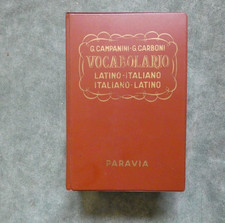 G. CAMPANINI - G. CARBONI
VOCABOLARIO
LATINO - ITALIANO
ITALIANO - LATINO
PARAVIA